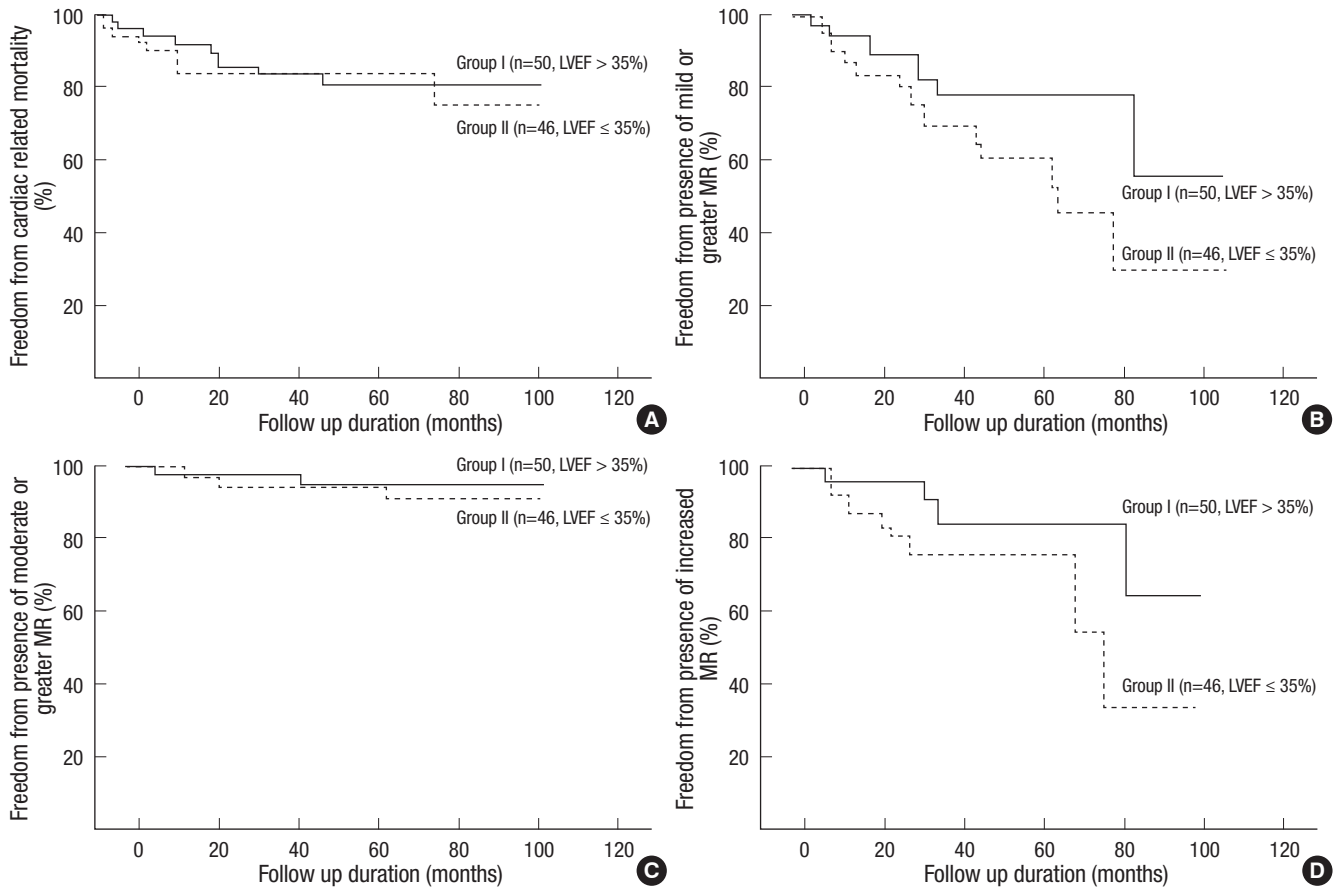 Freedom from cardiac related mortality
(%)
100
80
60
40
20
Group I (n=50, LVEF > 35%)
Group II (n=46, LVEF ≤ 35%)
0 20 40 60 80 100 120
Follow up duration (months)
A
Freedom from presence of mild or
greater MR (%)
100
80
60
40
20
Group I (n=50, LVEF > 35%)
Group II (n=46, LVEF ≤ 35%)
0 20 40 60 80 100 120
Follow up duration (months)
B
Freedom from presence of moderate or
greater MR (%)
100
80
60
40
20
Group I (n=50, LVEF > 35%)
Group II (n=46, LVEF ≤ 35%)
0 20 40 60 80 100 120
Follow up duration (months)
C
Freedom from presence of increased
MR (%)
100
80
60
40
20
Group I (n=50, LVEF > 35%)
Group II (n=46, LVEF ≤ 35%)
0 20 40 60 80 100 120
Follow up duration (months)
D